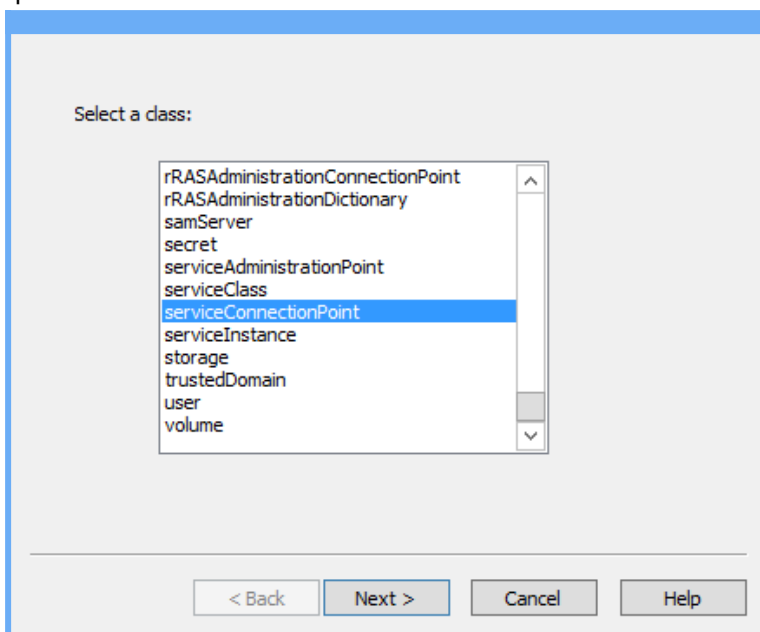 Select a class:
rRASAdministrationConnectionPoint
rRASAdministrationDictionary
samServer
secret
serviceAdministrationPoint
serviceClass
serviceConnectionPoint
serviceInstance
storage
trustedDomain
user
volume
< Back Next > Cancel Help